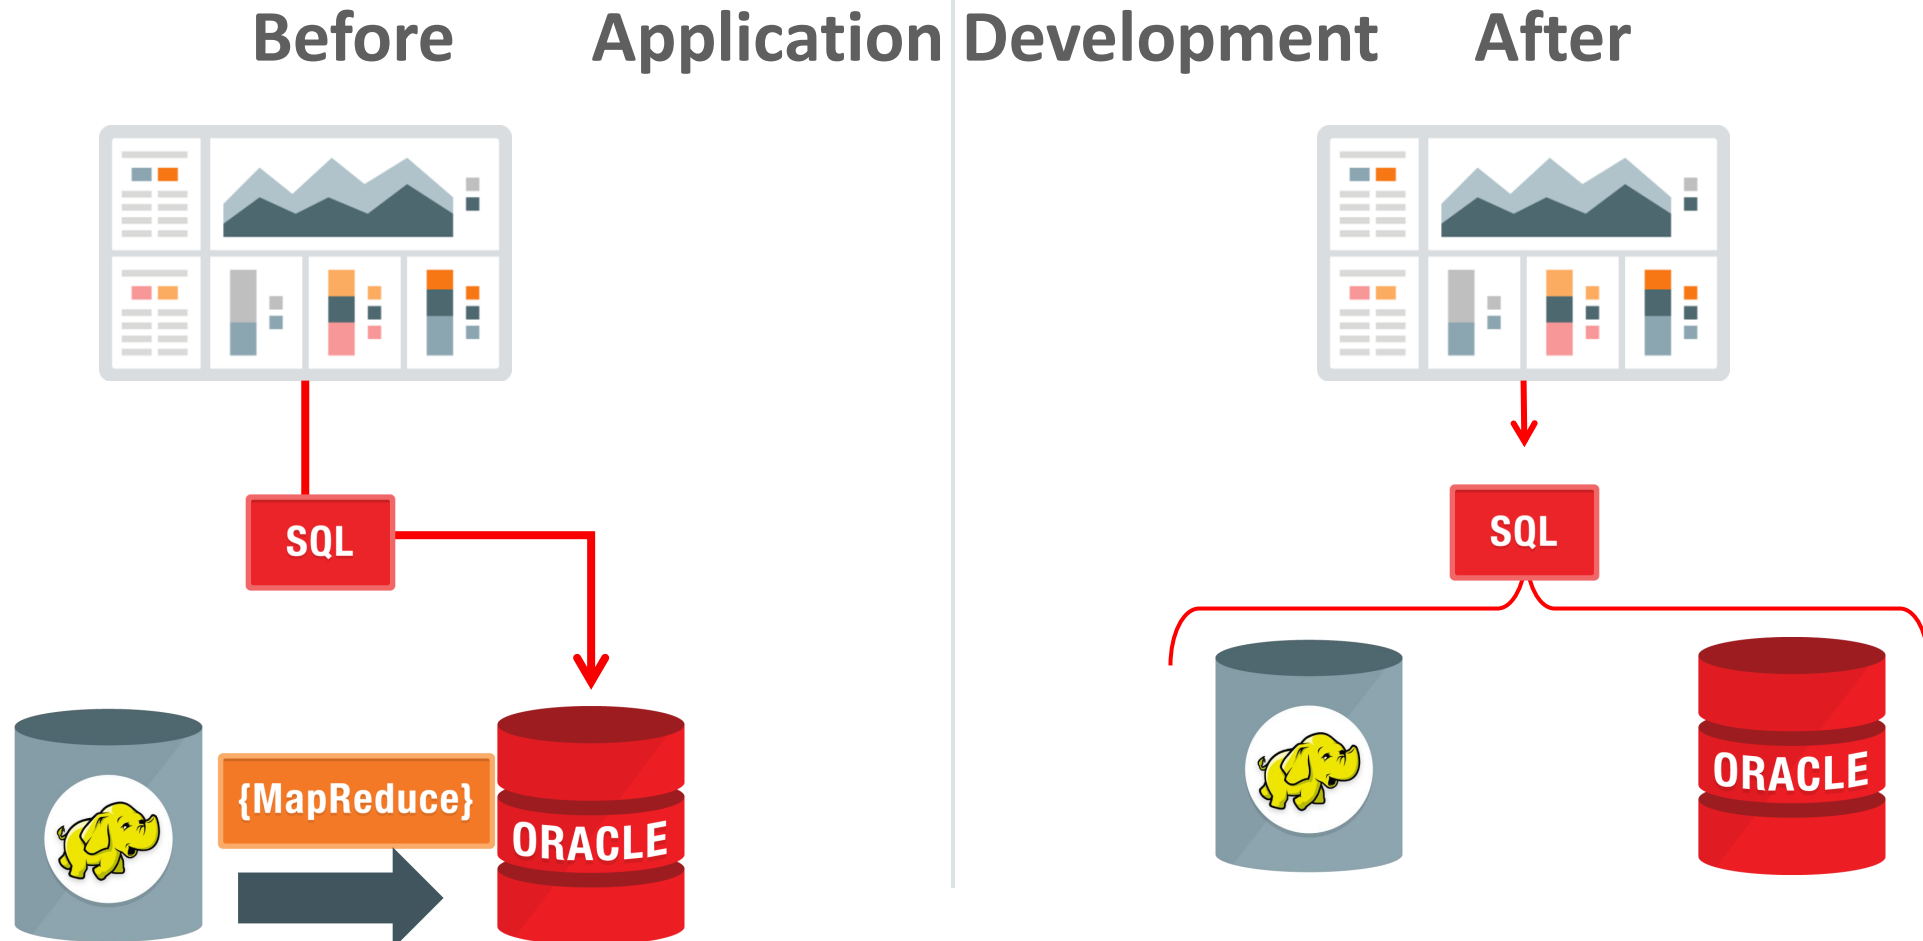 Before Application Development After
SQL
{MapReduce}
ORACLE
SQL
ORACLE